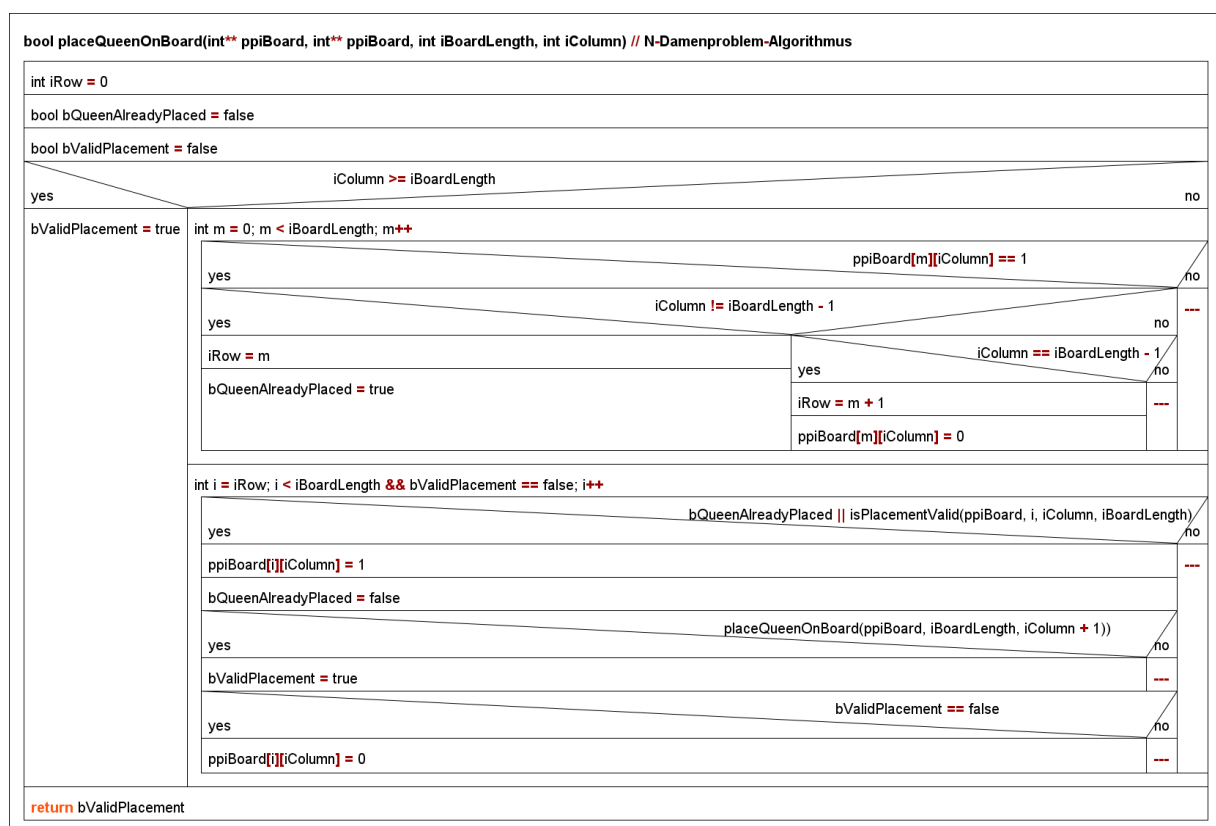 bool placeQueenOnBoard(int** ppiBoard, int** ppiBoard, int iBoardLength, int iColumn) // N-Damenproblem-Algorithmus
int iRow = 0
bool bQueenAlreadyPlaced = false
bool bValidPlacement = false
iColumn >= iBoardLength
yes
no
bValidPlacement = true
int m = 0; m < iBoardLength; m++
ppiBoard[m][iColumn] == 1
yes
no
iColumn != iBoardLength - 1
yes
no
---
iRow = m
bQueenAlreadyPlaced = true
iColumn == iBoardLength - 1
yes
no
iRow = m + 1
---
ppiBoard[m][iColumn] = 0
int i = iRow; i < iBoardLength && bValidPlacement == false; i++
bQueenAlreadyPlaced || isPlacementValid(ppiBoard, i, iColumn, iBoardLength)
yes
no
ppiBoard[i][iColumn] = 1
---
bQueenAlreadyPlaced = false
placeQueenOnBoard(ppiBoard, iBoardLength, iColumn + 1))
yes
no
bValidPlacement = true
---
bValidPlacement == false
yes
no
ppiBoard[i][iColumn] = 0
---
return bValidPlacement